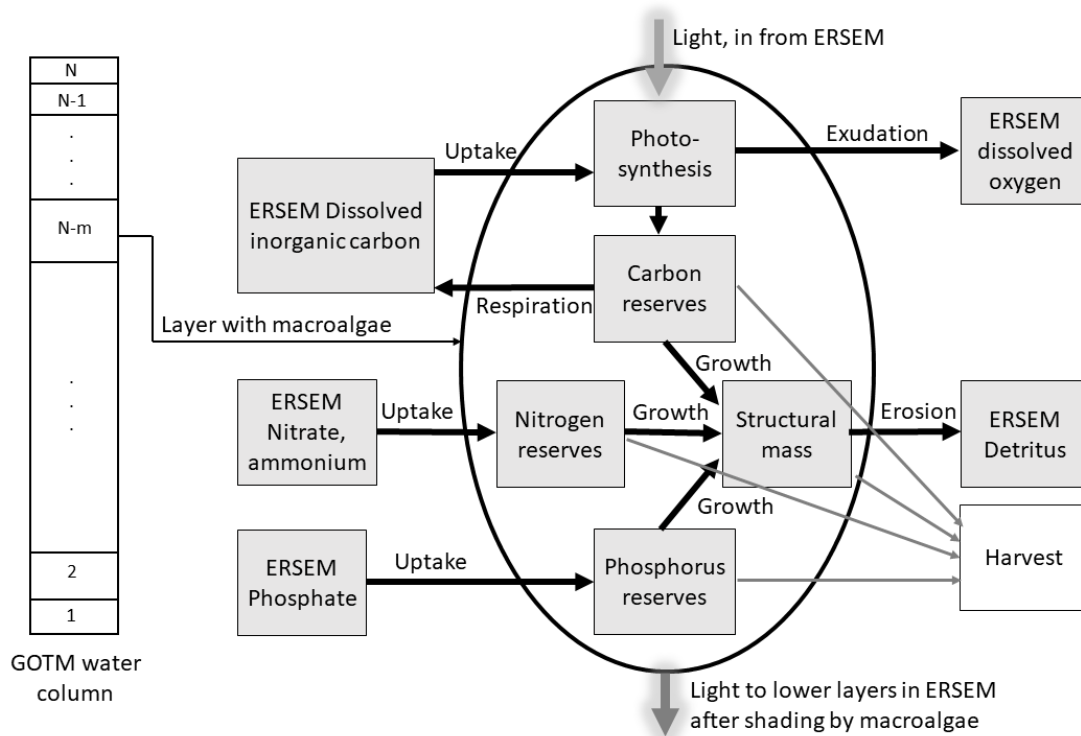 Light, in from ERSEM
N
N-1
.
.
.
N-m
.
.
.
2
1
GOTM water
column
Uptake
Photo-
synthesis
Exudation
ERSEM
dissolved
oxygen
ERSEM Dissolved
inorganic carbon
Carbon
reserves
Respiration
Layer with macroalgae
Growth
ERSEM
Nitrate,
ammonium
Uptake
Nitrogen
reserves
Growth
Structural
mass
Erosion
ERSEM
Detritus
Growth
ERSEM
Phosphate
Uptake
Phosphorus
reserves
Harvest
Light to lower layers in ERSEM
after shading by macroalgae